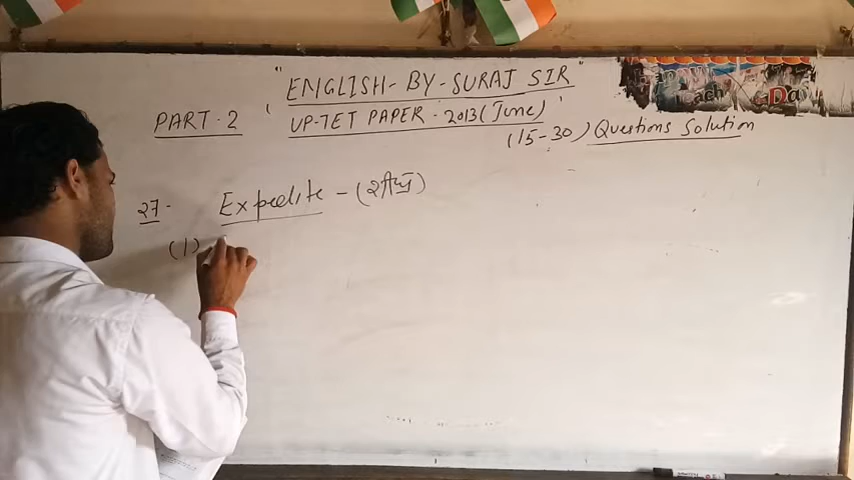 "ENGLISH-BY-SURAJ SIR"
PART-2 'UP-TET PAPER-2013(June)'
(15-30) Questions Solution
27- Expedite - (शीघ्र)
(1)